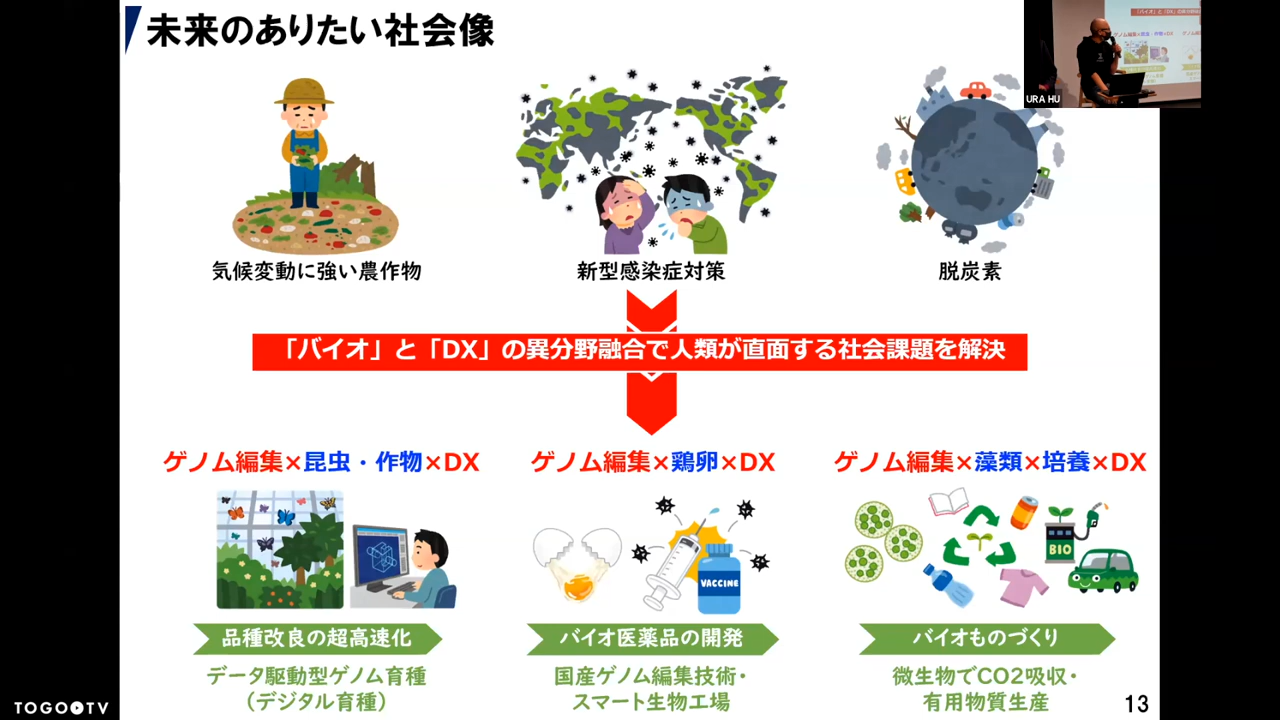 未来のありたい社会像
URA HU
気候変動に強い農作物
新型感染症対策
脱炭素
「バイオ」と「DX」の異分野融合で人類が直面する社会課題を解決
ゲノム編集×昆虫・作物×DX
ゲノム編集×鶏卵×DX
ゲノム編集×藻類×培養×DX
VACCINE
BIO
品種改良の超高速化
バイオ医薬品の開発
バイオものづくり
データ駆動型ゲノム育種
（デジタル育種）
国産ゲノム編集技術・
スマート生物工場
微生物でCO2吸収・
有用物質生産
13
TOGOTV